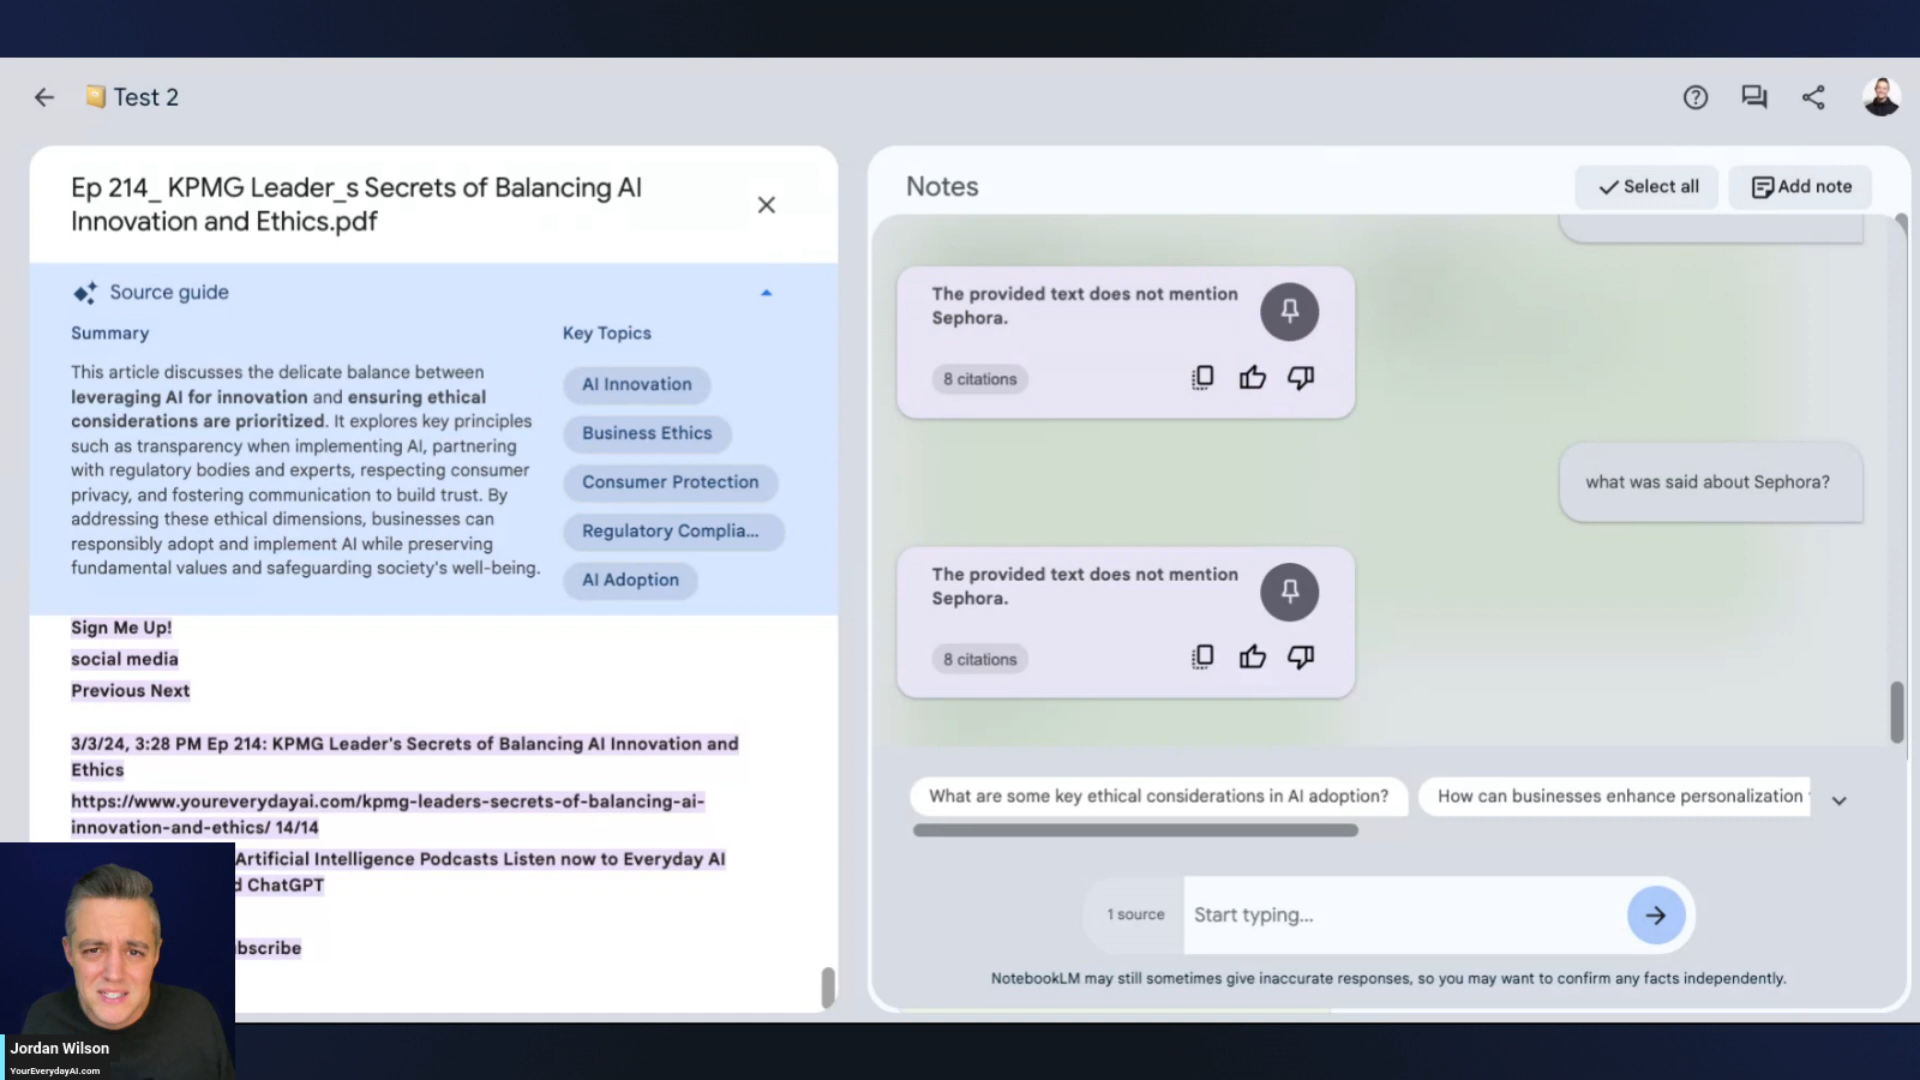 Test 2
Ep 214_ KPMG Leader_s Secrets of Balancing AI
Innovation and Ethics.pdf
Source guide
Summary
This article discusses the delicate balance between
leveraging AI for innovation and ensuring ethical
considerations are prioritized. It explores key principles
such as transparency when implementing AI, partnering
with regulatory bodies and experts, respecting consumer
privacy, and fostering communication to build trust. By
addressing these ethical dimensions, businesses can
responsibly adopt and implement AI while preserving
fundamental values and safeguarding society's well-being.
Key Topics
AI Innovation
Business Ethics
Consumer Protection
Regulatory Complia...
AI Adoption
Sign Me Up!
social media
Previous Next
3/3/24, 3:28 PM Ep 214: KPMG Leader's Secrets of Balancing AI Innovation and
Ethics
https://www.youreverydayai.com/kpmg-leaders-secrets-of-balancing-ai-
innovation-and-ethics/ 14/14
Artificial Intelligence Podcasts Listen now to Everyday AI
d ChatGPT
bscribe
Jordan Wilson
YourEverydayAI.com
Notes
Select all
Add note
The provided text does not mention
Sephora.
8 citations
what was said about Sephora?
The provided text does not mention
Sephora.
8 citations
What are some key ethical considerations in AI adoption?
How can businesses enhance personalization
1 source
Start typing...
NotebookLM may still sometimes give inaccurate responses, so you may want to confirm any facts independently.